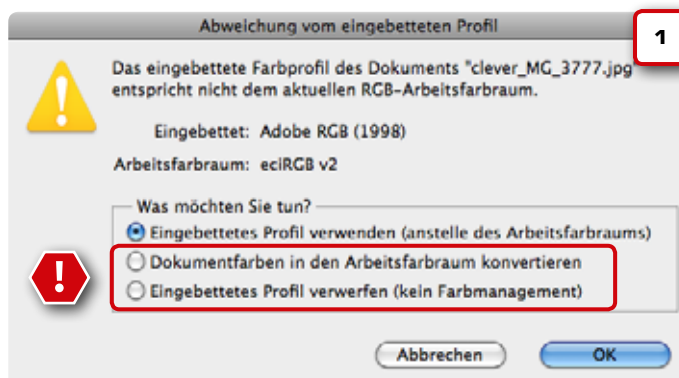 Abweichung vom eingebetteten Profil
1
Das eingebettete Farbprofil des Dokuments "clever_MG_3777.jpg"
entspricht nicht dem aktuellen RGB-Arbeitsfarbraum.
Eingebettet: Adobe RGB (1998)
Arbeitsfarbraum: eciRGB v2
Was möchten Sie tun?
Eingebettetes Profil verwenden (anstelle des Arbeitsfarbraums)
Dokumentfarben in den Arbeitsfarbraum konvertieren
!
Eingebettetes Profil verwerfen (kein Farbmanagement)
Abbrechen OK